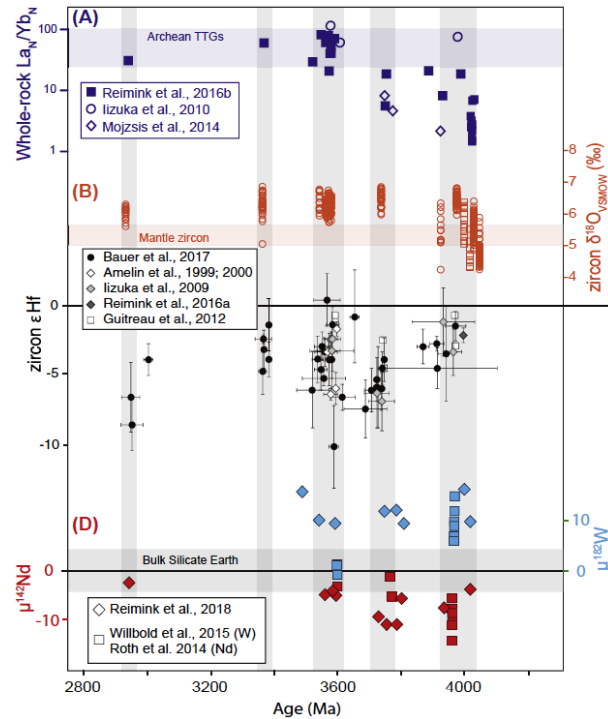 (A)
Whole-rock LaN/YbN
100
10
1
Archean TTGs
Reimink et al., 2016b
Iizuka et al., 2010
Mojzsis et al., 2014
(B)
8
7
6
5
4
zircon δ18OVSMOW (‰)
Mantle zircon
Bauer et al., 2017
Amelin et al., 1999; 2000
Iizuka et al., 2009
Reimink et al., 2016a
Guitreau et al., 2012
zircon εHf
0
-5
-10
(D)
10
0
μ182W
Bulk Silicate Earth
μ142Nd
0
-10
Reimink et al., 2018
Willbold et al., 2015 (W)
Roth et al. 2014 (Nd)
2800 3200 3600 4000
Age (Ma)